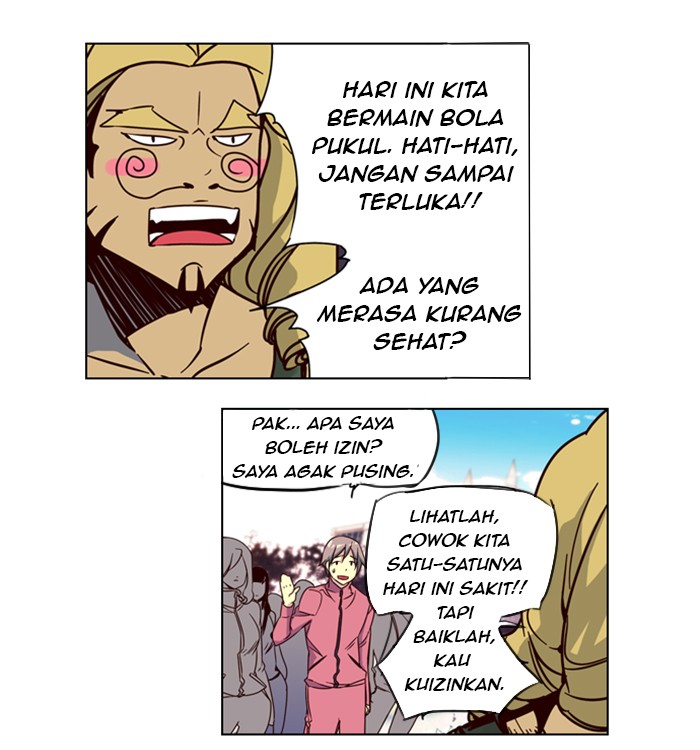 HARI INI KITA
BERMAIN BOLA
PUKUL. HATI-HATI,
JANGAN SAMPAI
TERLUKA!!
ADA YANG
MERASA KURANG
SEHAT?
PAK... APA SAYA
BOLEH IZIN?
SAYA AGAK PUSING.
LIHATLAH,
COWOK KITA
SATU-SATUNYA
HARI INI SAKIT!!
TAPI
BAIKLAH,
KAU
KUIZINKAN.